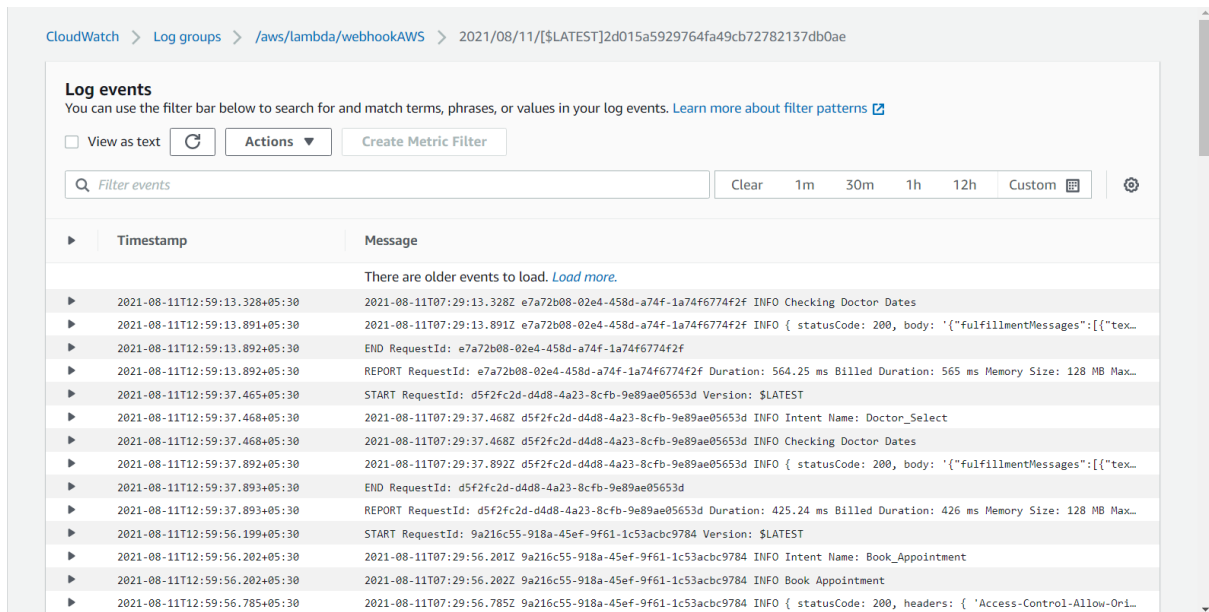 CloudWatch > Log groups > /aws/lambda/webhookAWS > 2021/08/11/[$LATEST]2d015a5929764fa49cb72782137db0ae
Log events
You can use the filter bar below to search for and match terms, phrases, or values in your log events. Learn more about filter patterns
View as text Actions ▼ Create Metric Filter
Filter events Clear 1m 30m 1h 12h Custom
Timestamp Message
There are older events to load. Load more.
2021-08-11T12:59:13.328+05:30 2021-08-11T07:29:13.328Z e7a72b08-02e4-458d-a74f-1a74f6774f2f INFO Checking Doctor Dates
2021-08-11T12:59:13.891+05:30 2021-08-11T07:29:13.891Z e7a72b08-02e4-458d-a74f-1a74f6774f2f INFO { statusCode: 200, body: '{"fulfillmentMessages":[{"tex…
2021-08-11T12:59:13.892+05:30 END RequestId: e7a72b08-02e4-458d-a74f-1a74f6774f2f
2021-08-11T12:59:13.892+05:30 REPORT RequestId: e7a72b08-02e4-458d-a74f-1a74f6774f2f Duration: 564.25 ms Billed Duration: 565 ms Memory Size: 128 MB Max…
2021-08-11T12:59:37.465+05:30 START RequestId: d5f2fc2d-d4d8-4a23-8cfb-9e89ae05653d Version: $LATEST
2021-08-11T12:59:37.468+05:30 2021-08-11T07:29:37.468Z d5f2fc2d-d4d8-4a23-8cfb-9e89ae05653d INFO Intent Name: Doctor_Select
2021-08-11T12:59:37.468+05:30 2021-08-11T07:29:37.468Z d5f2fc2d-d4d8-4a23-8cfb-9e89ae05653d INFO Checking Doctor Dates
2021-08-11T12:59:37.892+05:30 2021-08-11T07:29:37.892Z d5f2fc2d-d4d8-4a23-8cfb-9e89ae05653d INFO { statusCode: 200, body: '{"fulfillmentMessages":[{"tex…
2021-08-11T12:59:37.893+05:30 END RequestId: d5f2fc2d-d4d8-4a23-8cfb-9e89ae05653d
2021-08-11T12:59:37.893+05:30 REPORT RequestId: d5f2fc2d-d4d8-4a23-8cfb-9e89ae05653d Duration: 425.24 ms Billed Duration: 426 ms Memory Size: 128 MB Max…
2021-08-11T12:59:56.199+05:30 START RequestId: 9a216c55-918a-45ef-9f61-1c53acbc9784 Version: $LATEST
2021-08-11T12:59:56.202+05:30 2021-08-11T07:29:56.201Z 9a216c55-918a-45ef-9f61-1c53acbc9784 INFO Intent Name: Book_Appointment
2021-08-11T12:59:56.202+05:30 2021-08-11T07:29:56.202Z 9a216c55-918a-45ef-9f61-1c53acbc9784 INFO Book Appointment
2021-08-11T12:59:56.785+05:30 2021-08-11T07:29:56.785Z 9a216c55-918a-45ef-9f61-1c53acbc9784 INFO { statusCode: 200, headers: { 'Access-Control-Allow-Ori…